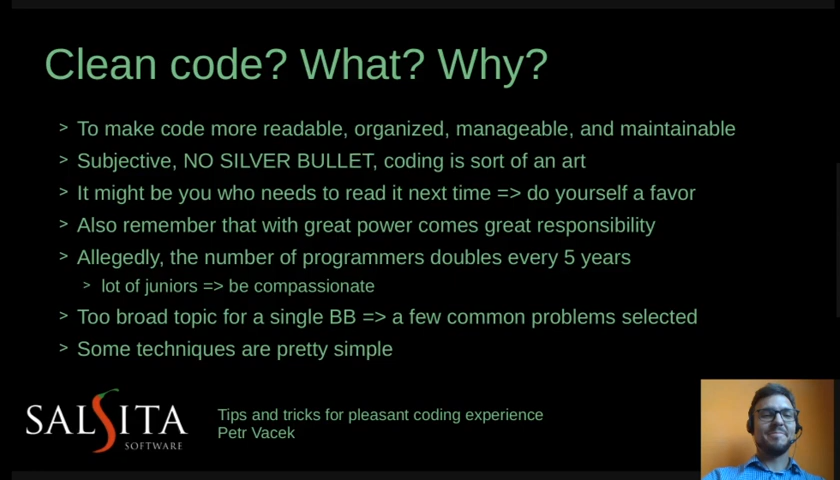 Clean code? What? Why?
> To make code more readable, organized, manageable, and maintainable
> Subjective, NO SILVER BULLET, coding is sort of an art
> It might be you who needs to read it next time => do yourself a favor
> Also remember that with great power comes great responsibility
> Allegedly, the number of programmers doubles every 5 years
> lot of juniors => be compassionate
> Too broad topic for a single BB => a few common problems selected
> Some techniques are pretty simple
SALSITA
SOFTWARE
Tips and tricks for pleasant coding experience
Petr Vacek